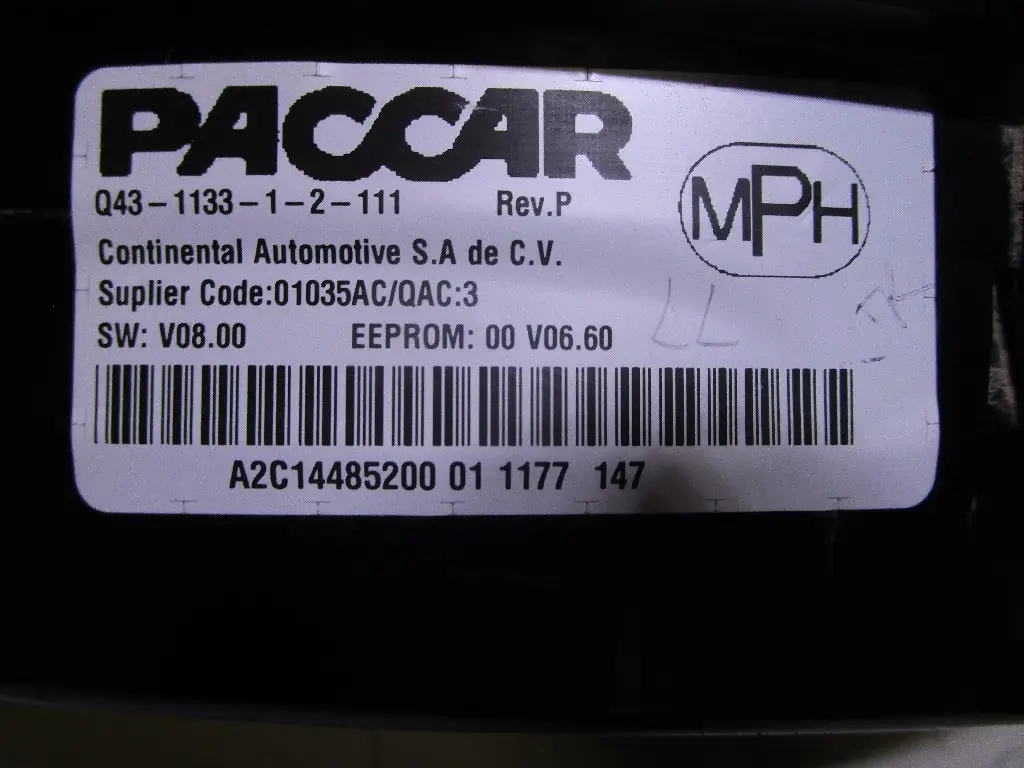 PACCAR
Q43-1133-1-2-111 Rev.P
MPH
Continental Automotive S.A de C.V.
Suplier Code:01035AC/QAC:3
SW: V08.00 EEPROM: 00 V06.60
A2C14485200 01 1177 147